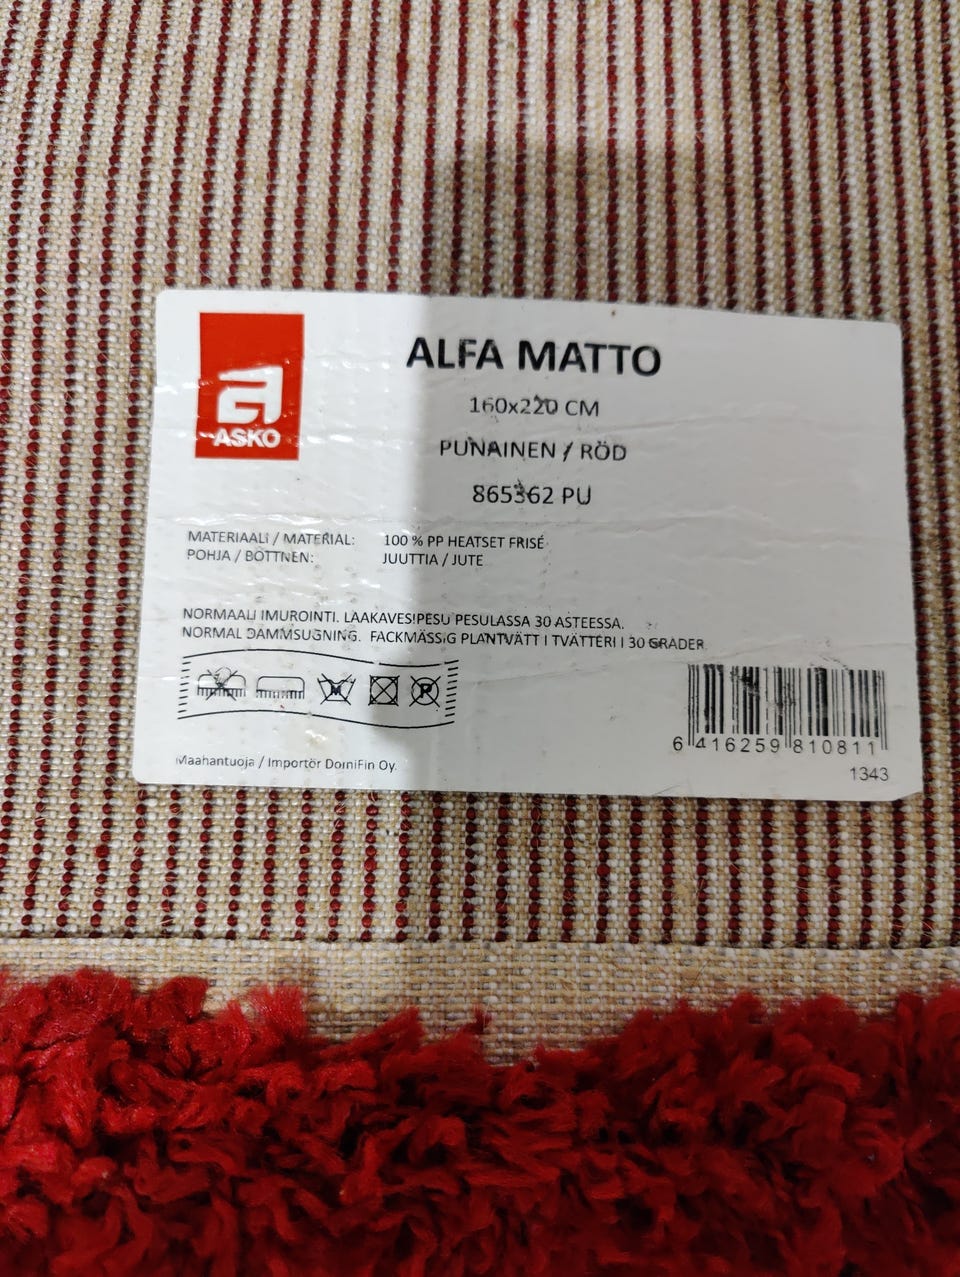 ASKO
ALFA MATTO
160x220 CM
PUNAINEN / RÖD
865362 PU
MATERIAALI / MATERIAL: 100 % PP HEATSET FRISÉ
POHJA / BOTTNEN: JUUTTIA / JUTE
NORMAALI IMUROINTI. LAAKAVESIPESU PESULASSA 30 ASTEESSA.
NORMAL DAMMSUGNING. FACKMÄSSIG PLANTVÄTT I TVÄTTERI I 30 GRADER
M P
6 416259 810811
1343
Maahantuoja / Importör DomiFin Oy.